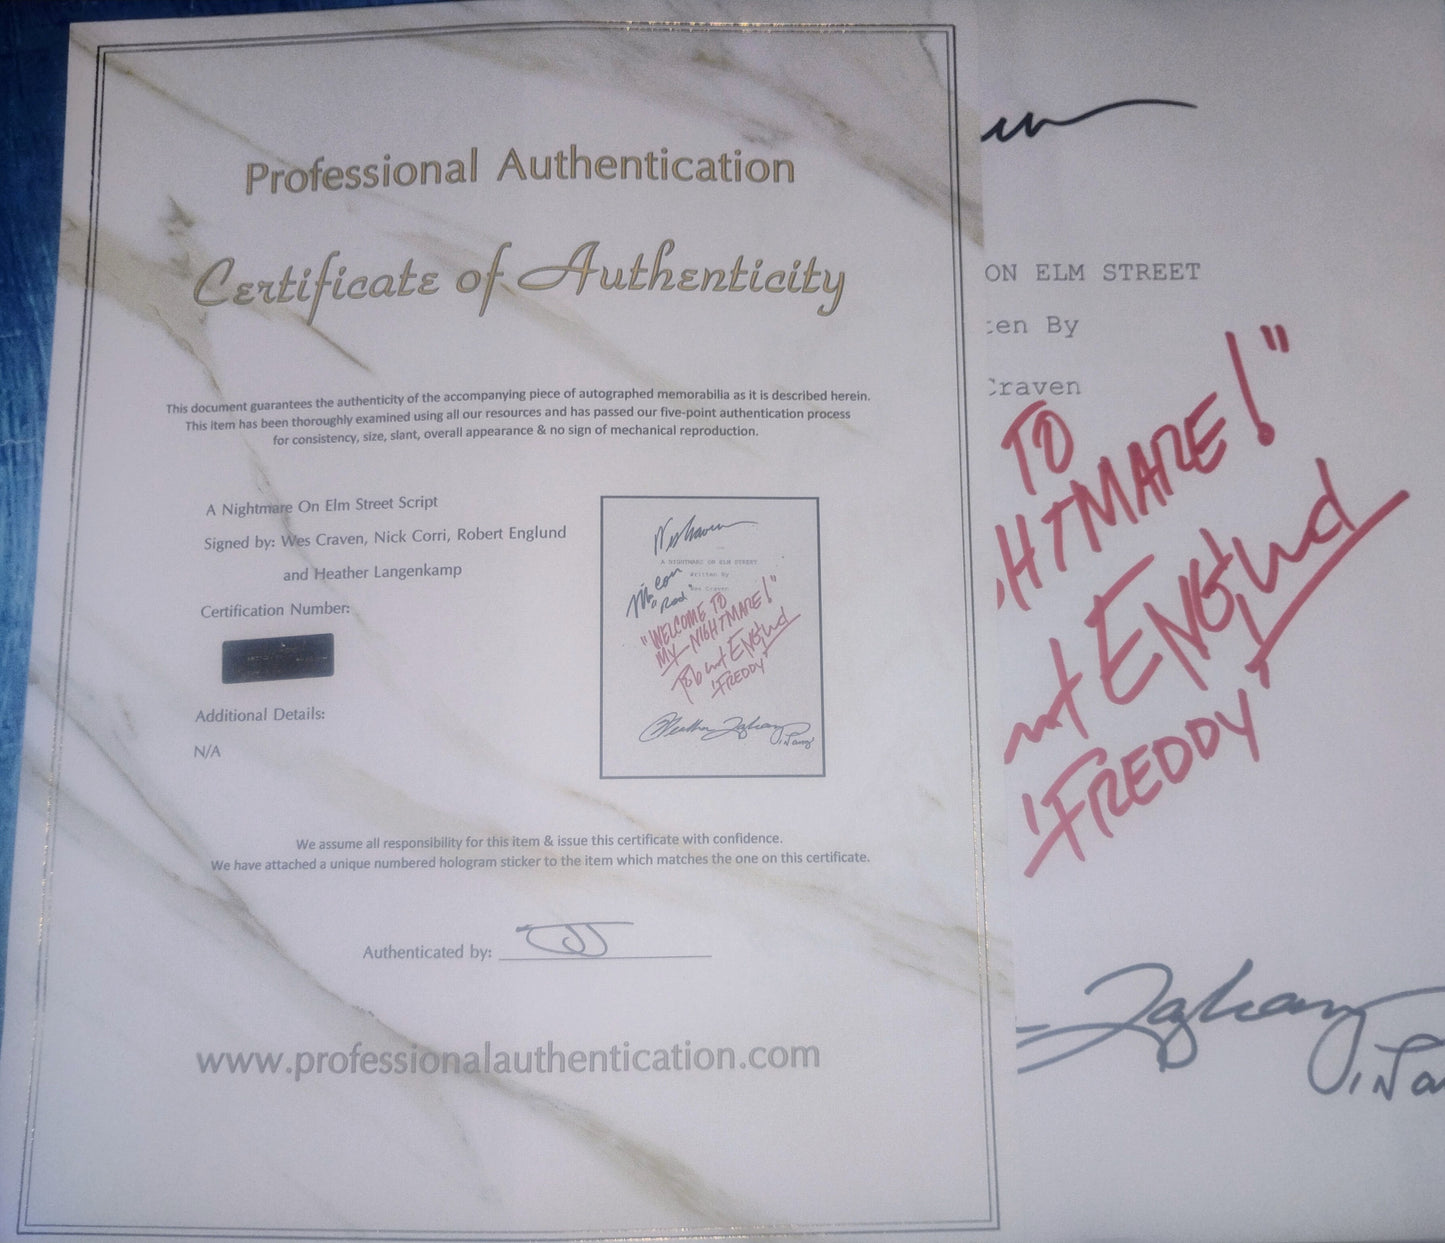 Professional Authentication
Certificate of Authenticity
This document guarantees the authenticity of the accompanying piece of autographed memorabilia as it is described herein.
This item has been thoroughly examined using all our resources and has passed our five-point authentication process
for consistency, size, slant, overall appearance & no sign of mechanical reproduction.
A Nightmare On Elm Street Script
Signed by: Wes Craven, Nick Corri, Robert Englund
and Heather Langenkamp
Certification Number:
Additional Details:
N/A
A NIGHTMARE ON ELM STREET
Written By
Wes Craven
"Rod"
"WELCOME TO
MY NIGHTMARE!"
ENGlund
'FREDDY'
We assume all responsibility for this item & issue this certificate with confidence.
We have attached a unique numbered hologram sticker to the item which matches the one on this certificate.
Authenticated by:
www.professionalauthentication.com
ON ELM STREET
en By
Craven
TO
HTMARE!"
ENGlund
'FREDDY'